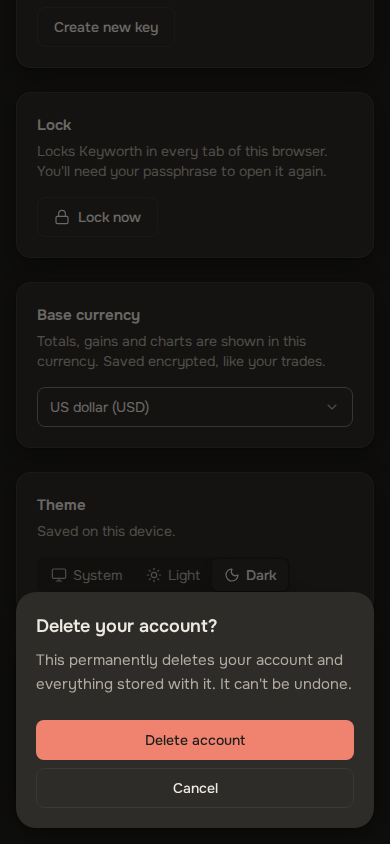 Create new key
Lock
Locks Keyworth in every tab of this browser.
You'll need your passphrase to open it again.
Lock now
Base currency
Totals, gains and charts are shown in this
currency. Saved encrypted, like your trades.
US dollar (USD)
Theme
Saved on this device.
System Light Dark
Delete your account?
This permanently deletes your account and
everything stored with it. It can't be undone.
Delete account
Cancel